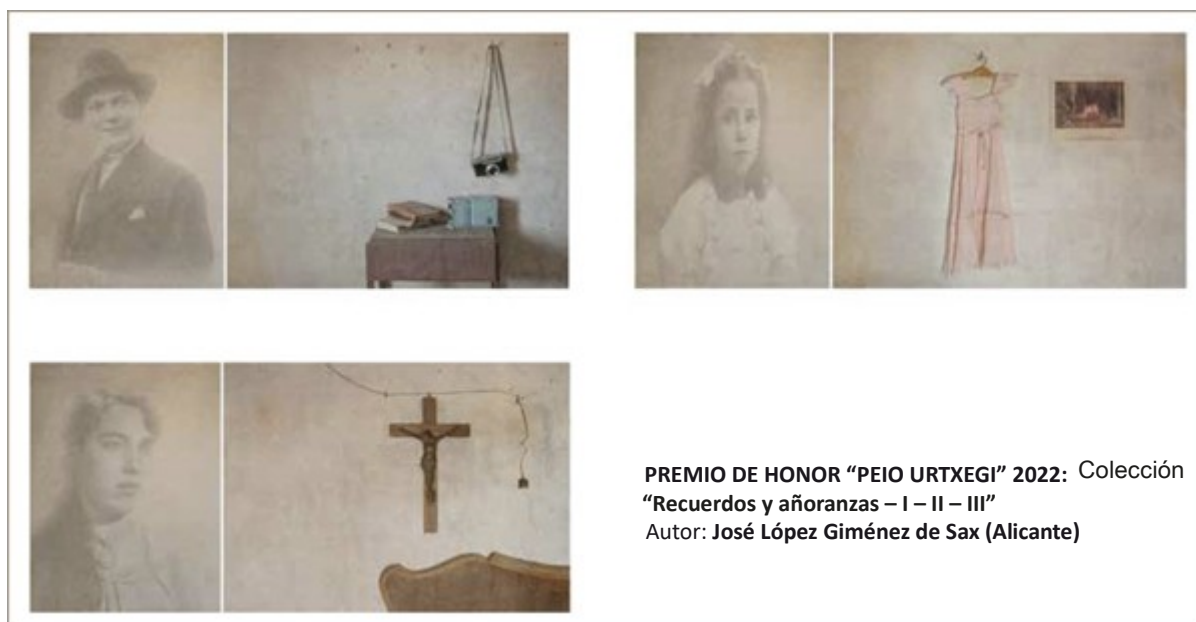 PREMIO DE HONOR “PEIO URTXEGI” 2022: Colección
“Recuerdos y añoranzas – I – II – III”
Autor: José López Giménez de Sax (Alicante)